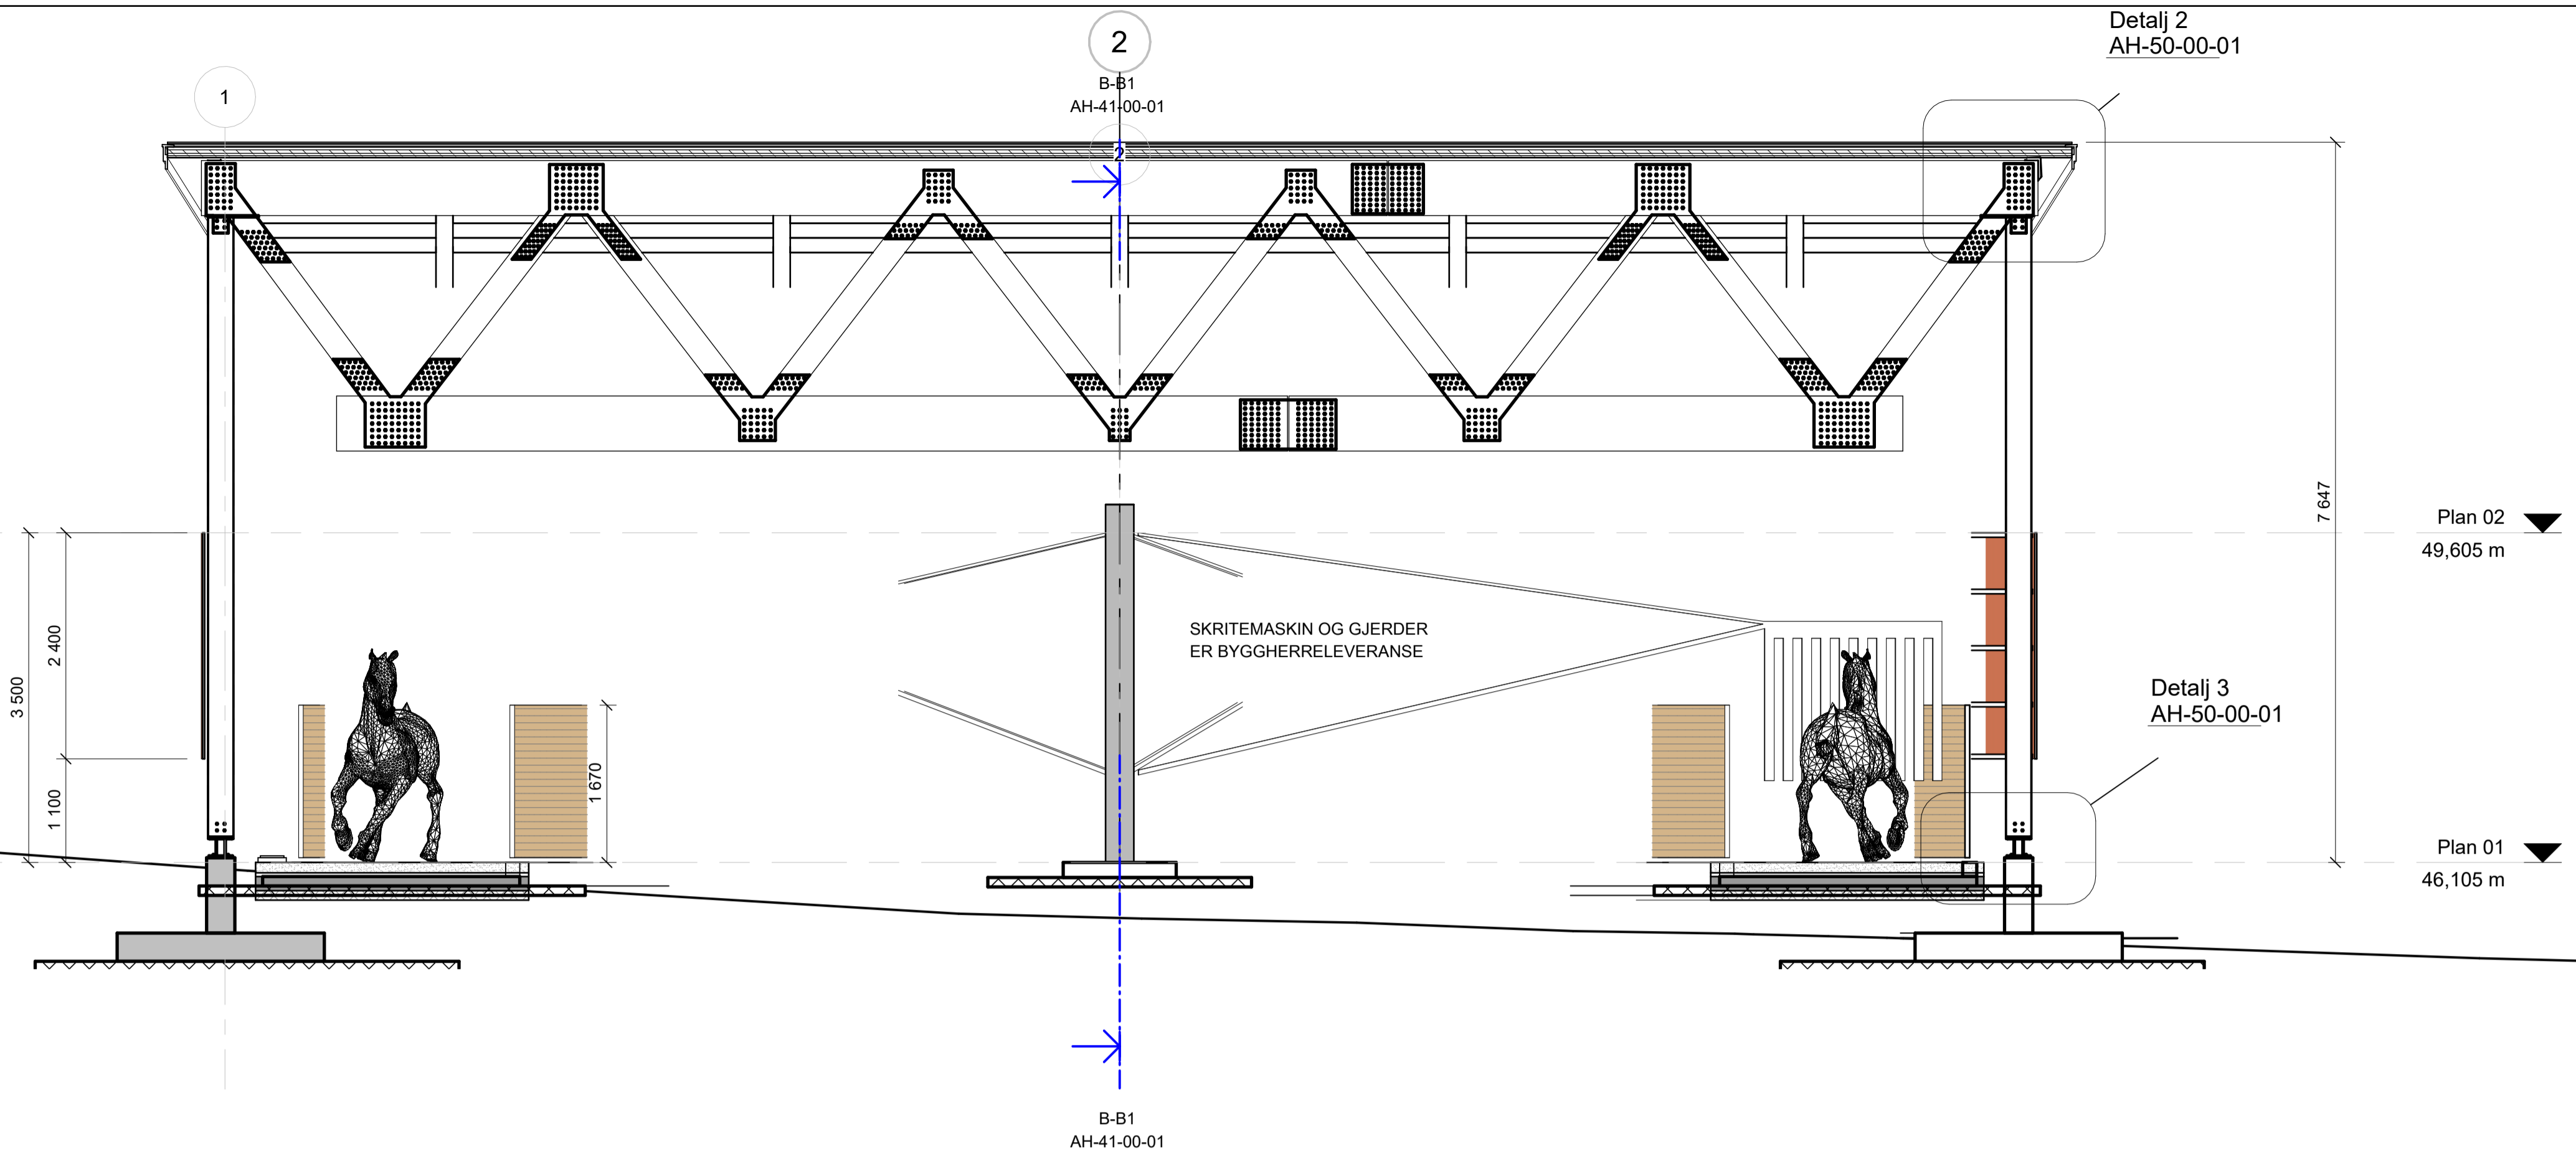 Detalj 2
AH-50-00-01
2
B-B1
AH-41-00-01
1
2
7 647
Plan 02
49,605 m
3 500
2 400
1 100
SKRITEMASKIN OG GJERDER
ER BYGGHERRELEVERANSE
1 670
Detalj 3
AH-50-00-01
Plan 01
46,105 m
B-B1
AH-41-00-01